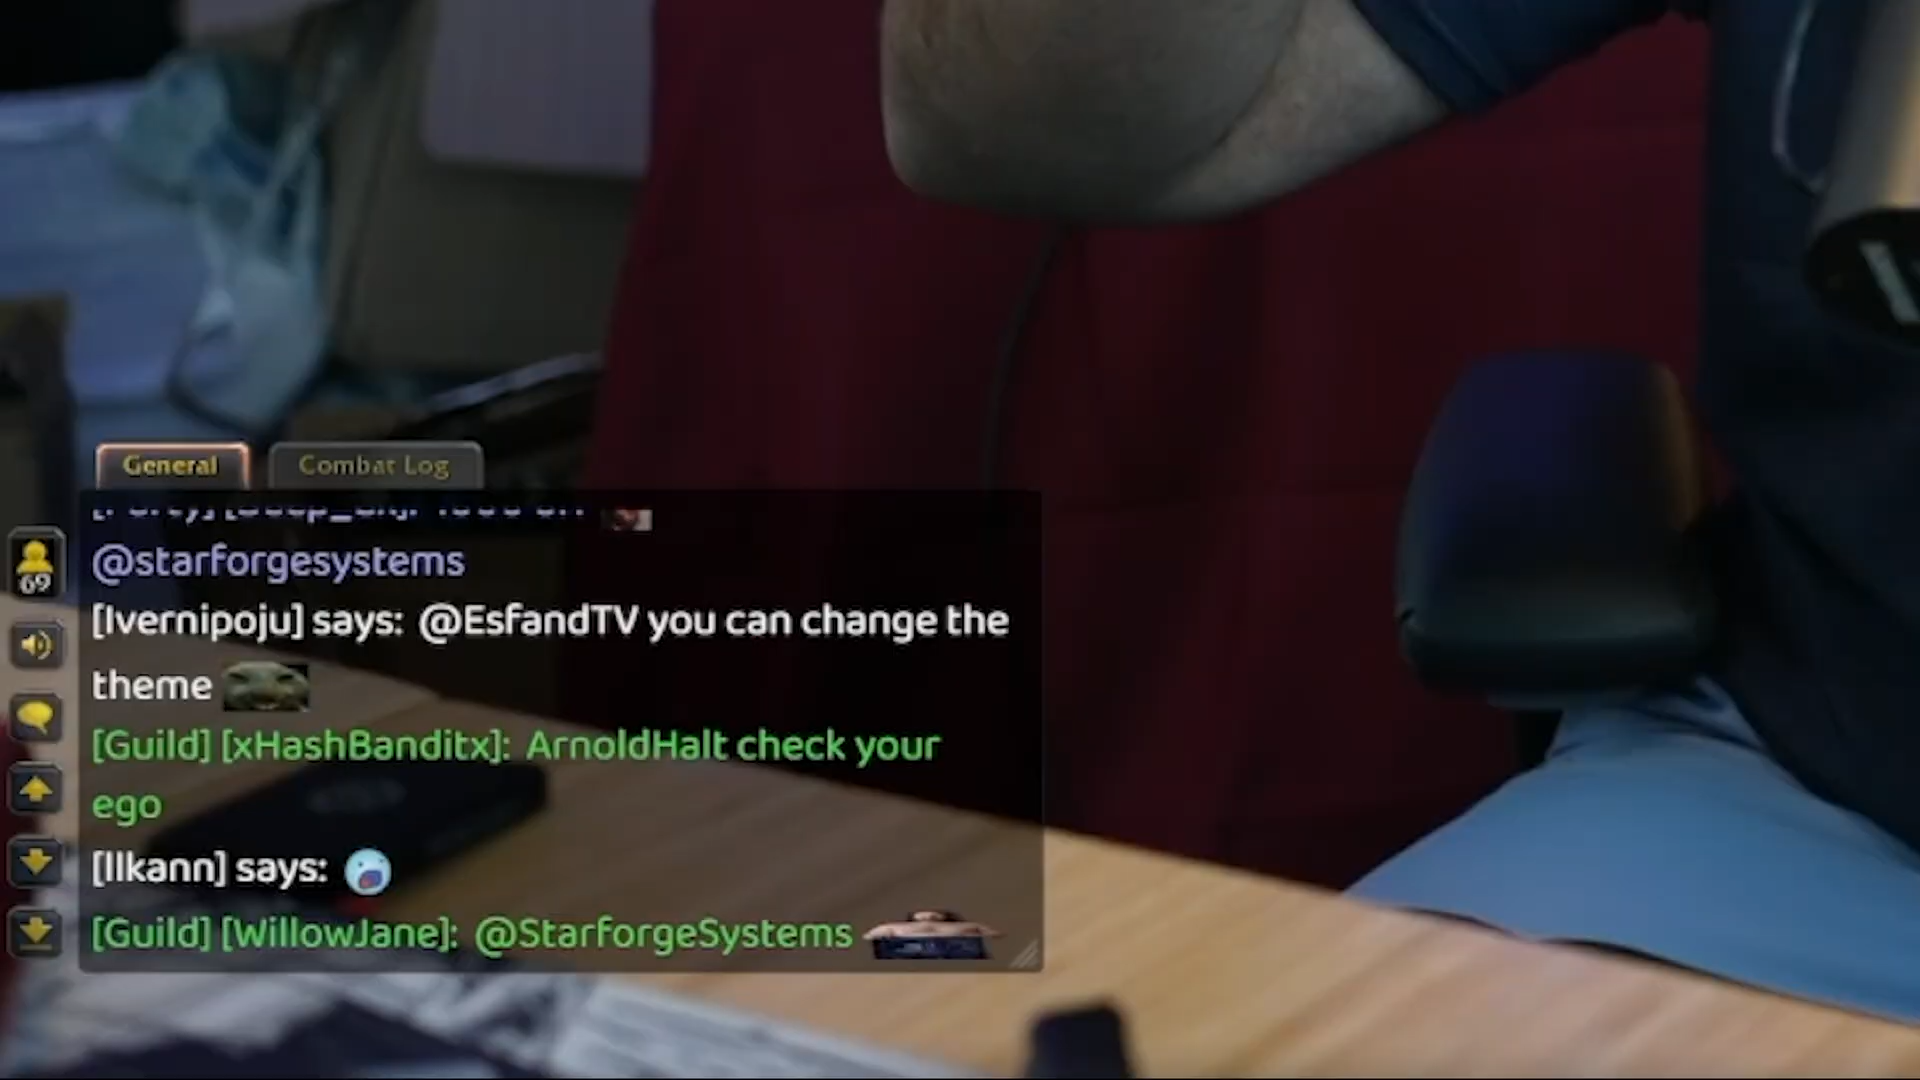 General
Combat Log
@starforgesystems
69
[Ivernipoju] says: @EsfandTV you can change the
theme
[Guild] [xHashBanditx]: ArnoldHalt check your
ego
[Ilkann] says:
[Guild] [WillowJane]: @StarforgeSystems